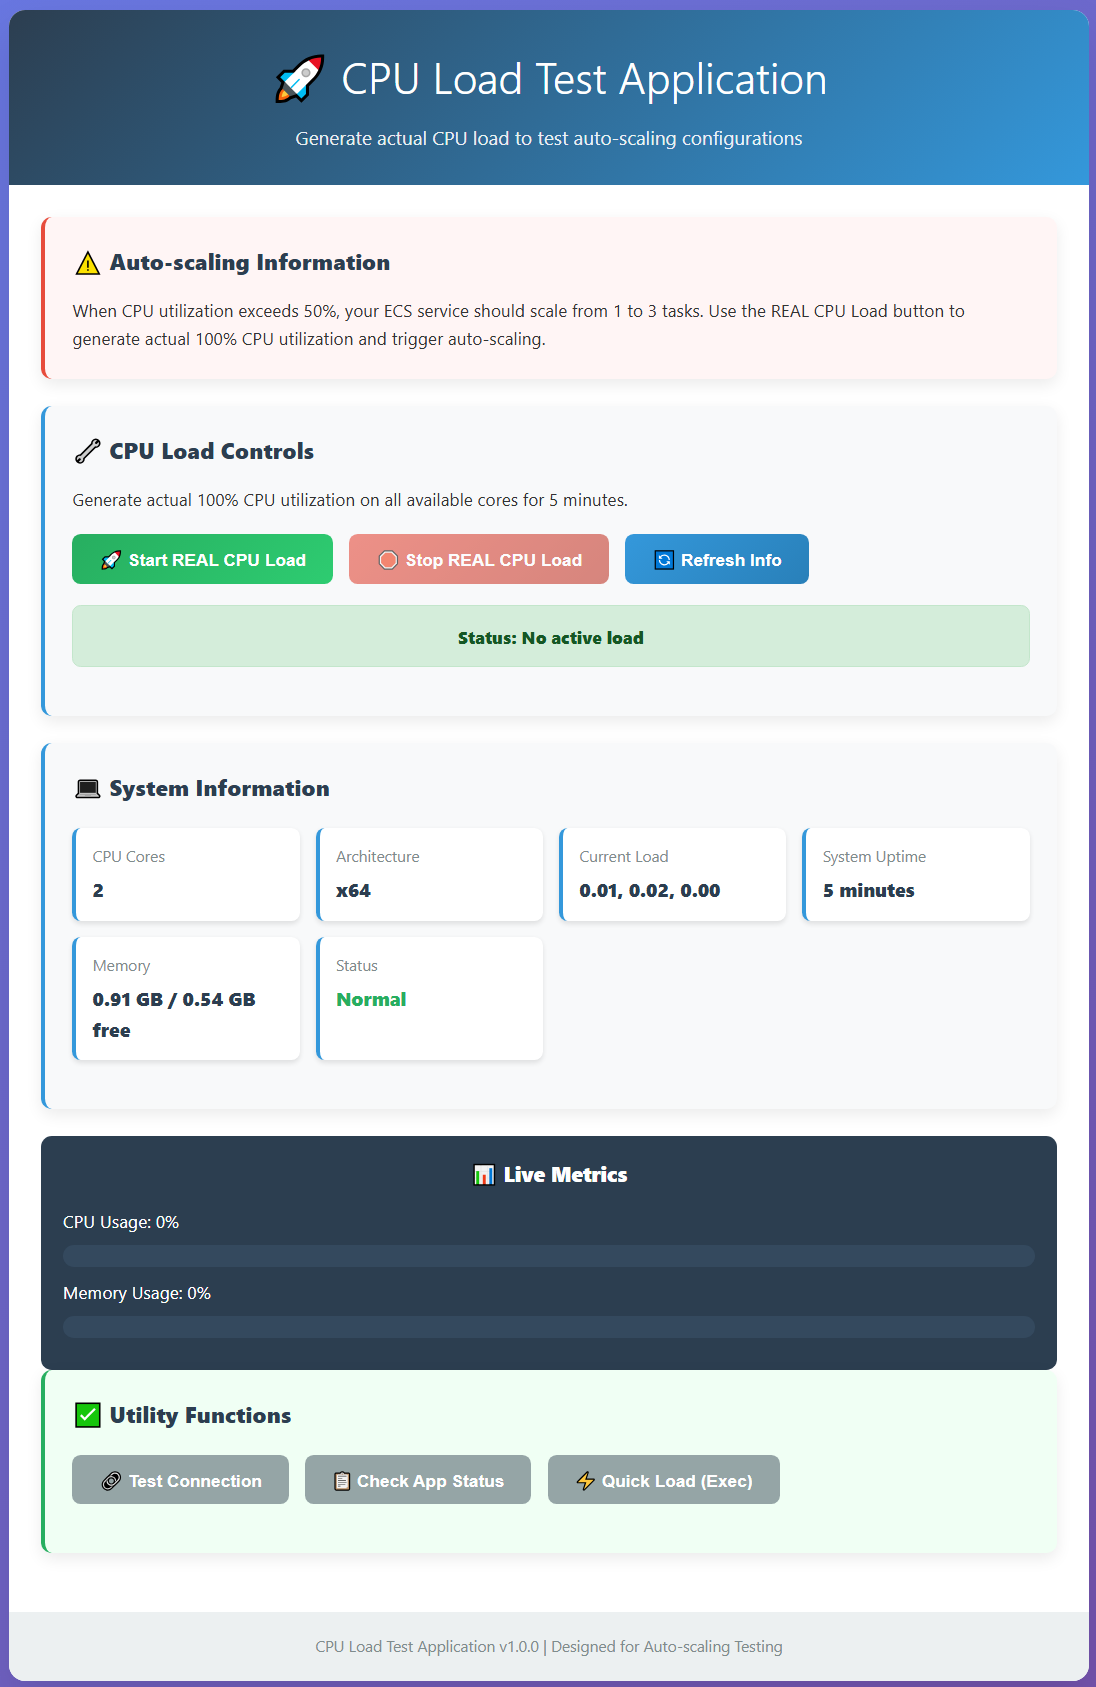 CPU Load Test Application
Generate actual CPU load to test auto-scaling configurations
Auto-scaling Information
When CPU utilization exceeds 50%, your ECS service should scale from 1 to 3 tasks. Use the REAL CPU Load button to
generate actual 100% CPU utilization and trigger auto-scaling.
CPU Load Controls
Generate actual 100% CPU utilization on all available cores for 5 minutes.
Start REAL CPU Load
Stop REAL CPU Load
Refresh Info
Status: No active load
System Information
CPU Cores
2
Architecture
x64
Current Load
0.01, 0.02, 0.00
System Uptime
5 minutes
Memory
0.91 GB / 0.54 GB
free
Status
Normal
Live Metrics
CPU Usage: 0%
Memory Usage: 0%
Utility Functions
Test Connection
Check App Status
Quick Load (Exec)
CPU Load Test Application v1.0.0 | Designed for Auto-scaling Testing